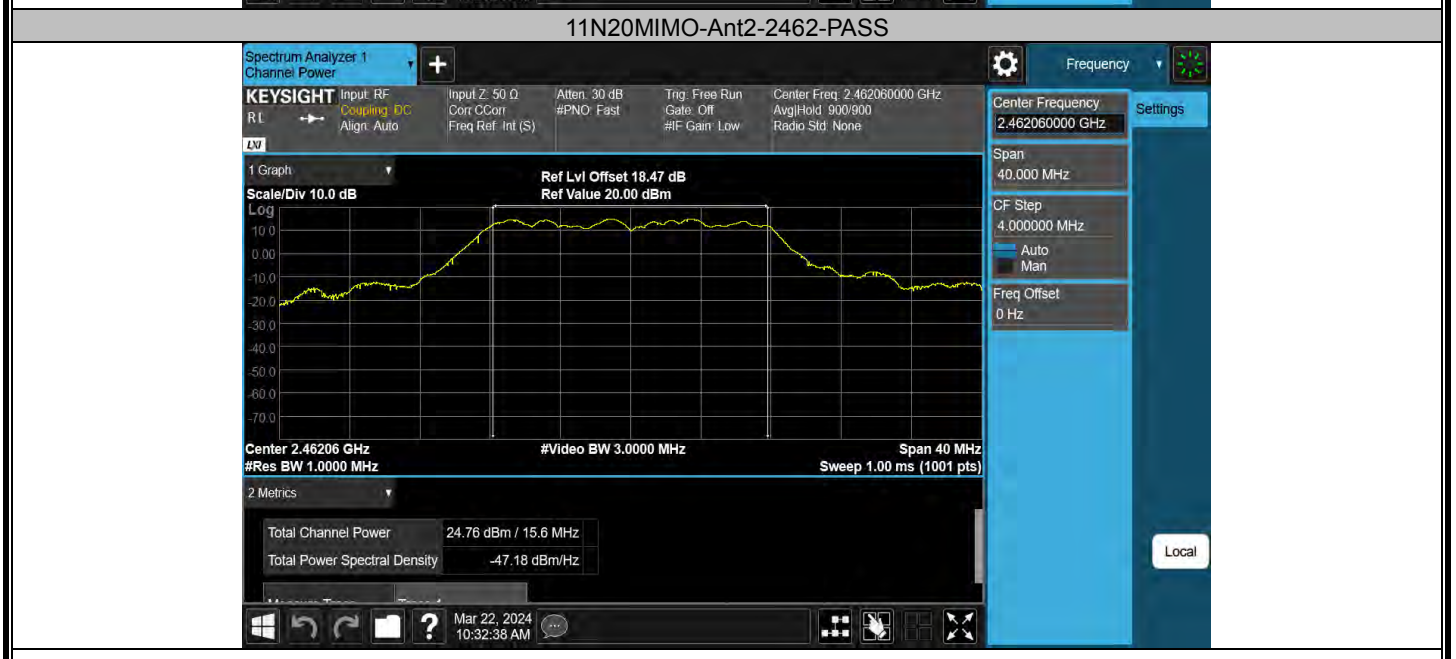 11N20MIMO-Ant2-2462-PASS
Spectrum Analyzer 1
Channel Power
Frequency
KEYSIGHT
RL
LXI
Input: RF
Coupling: DC
Align: Auto
Input Z: 50 Ω
Corr CCorr
Freq Ref: Int (S)
Atten: 30 dB
#PNO: Fast
Trig: Free Run
Gate: Off
#IF Gain: Low
Center Freq: 2.462060000 GHz
Avg|Hold: 900/900
Radio Std: None
Center Frequency
2.462060000 GHz
Settings
Span
40.000 MHz
CF Step
4.000000 MHz
Auto
Man
Freq Offset
0 Hz
Local
1 Graph
Scale/Div 10.0 dB
Ref Lvl Offset 18.47 dB
Ref Value 20.00 dBm
Log
10.0
0.00
-10.0
-20.0
-30.0
-40.0
-50.0
-60.0
-70.0
Center 2.46206 GHz
#Video BW 3.0000 MHz
Span 40 MHz
#Res BW 1.0000 MHz
Sweep 1.00 ms (1001 pts)
2 Metrics
Total Channel Power 24.76 dBm / 15.6 MHz
Total Power Spectral Density -47.18 dBm/Hz
Mar 22, 2024
10:32:38 AM